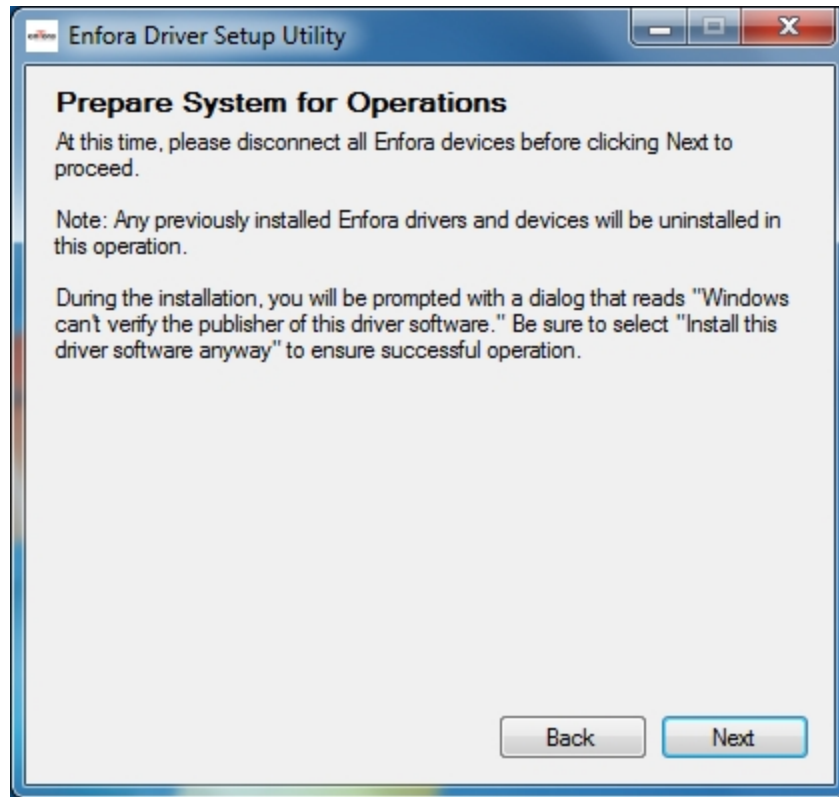 Enfora Driver Setup Utility
Prepare System for Operations
At this time, please disconnect all Enfora devices before clicking Next to
proceed.
Note: Any previously installed Enfora drivers and devices will be uninstalled in
this operation.
During the installation, you will be prompted with a dialog that reads "Windows
can't verify the publisher of this driver software." Be sure to select "Install this
driver software anyway" to ensure successful operation.
Back
Next